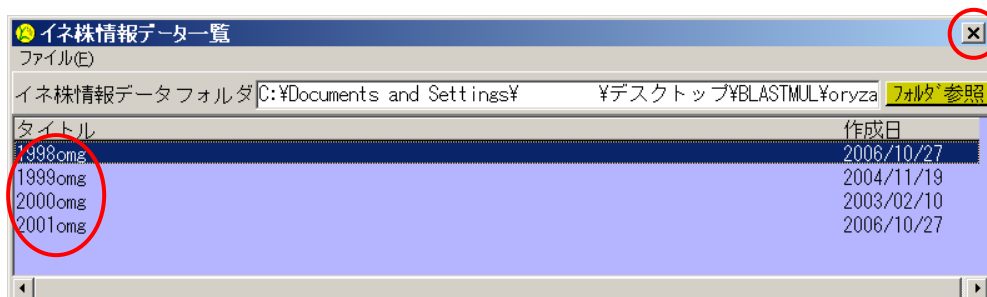 イネ株情報データ一覧
ファイル(E)
イネ株情報データフォルダ C:¥Documents and Settings¥ ¥デスクトップ¥BLASTMUL¥oryza ﾌｫﾙﾀﾞ参照
タイトル 作成日
1998omg 2006/10/27
1999omg 2004/11/19
2000omg 2003/02/10
2001omg 2006/10/27